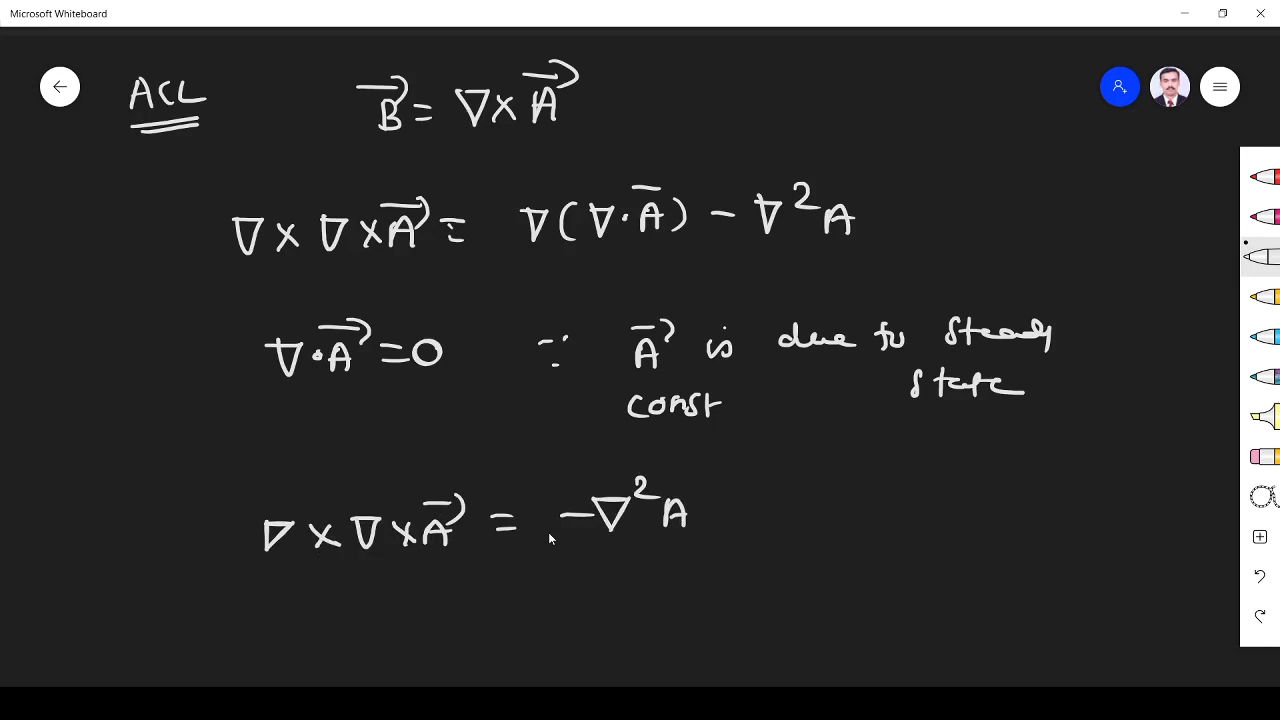 Microsoft Whiteboard
ACL
B⃗ = ∇ × A⃗
∇ × ∇ × A⃗ = ∇(∇ · A̅) − ∇²A
∇ · A⃗ = 0 ∵ A⃗ is due to steady
const state
∇ × ∇ × A⃗ = −∇²A